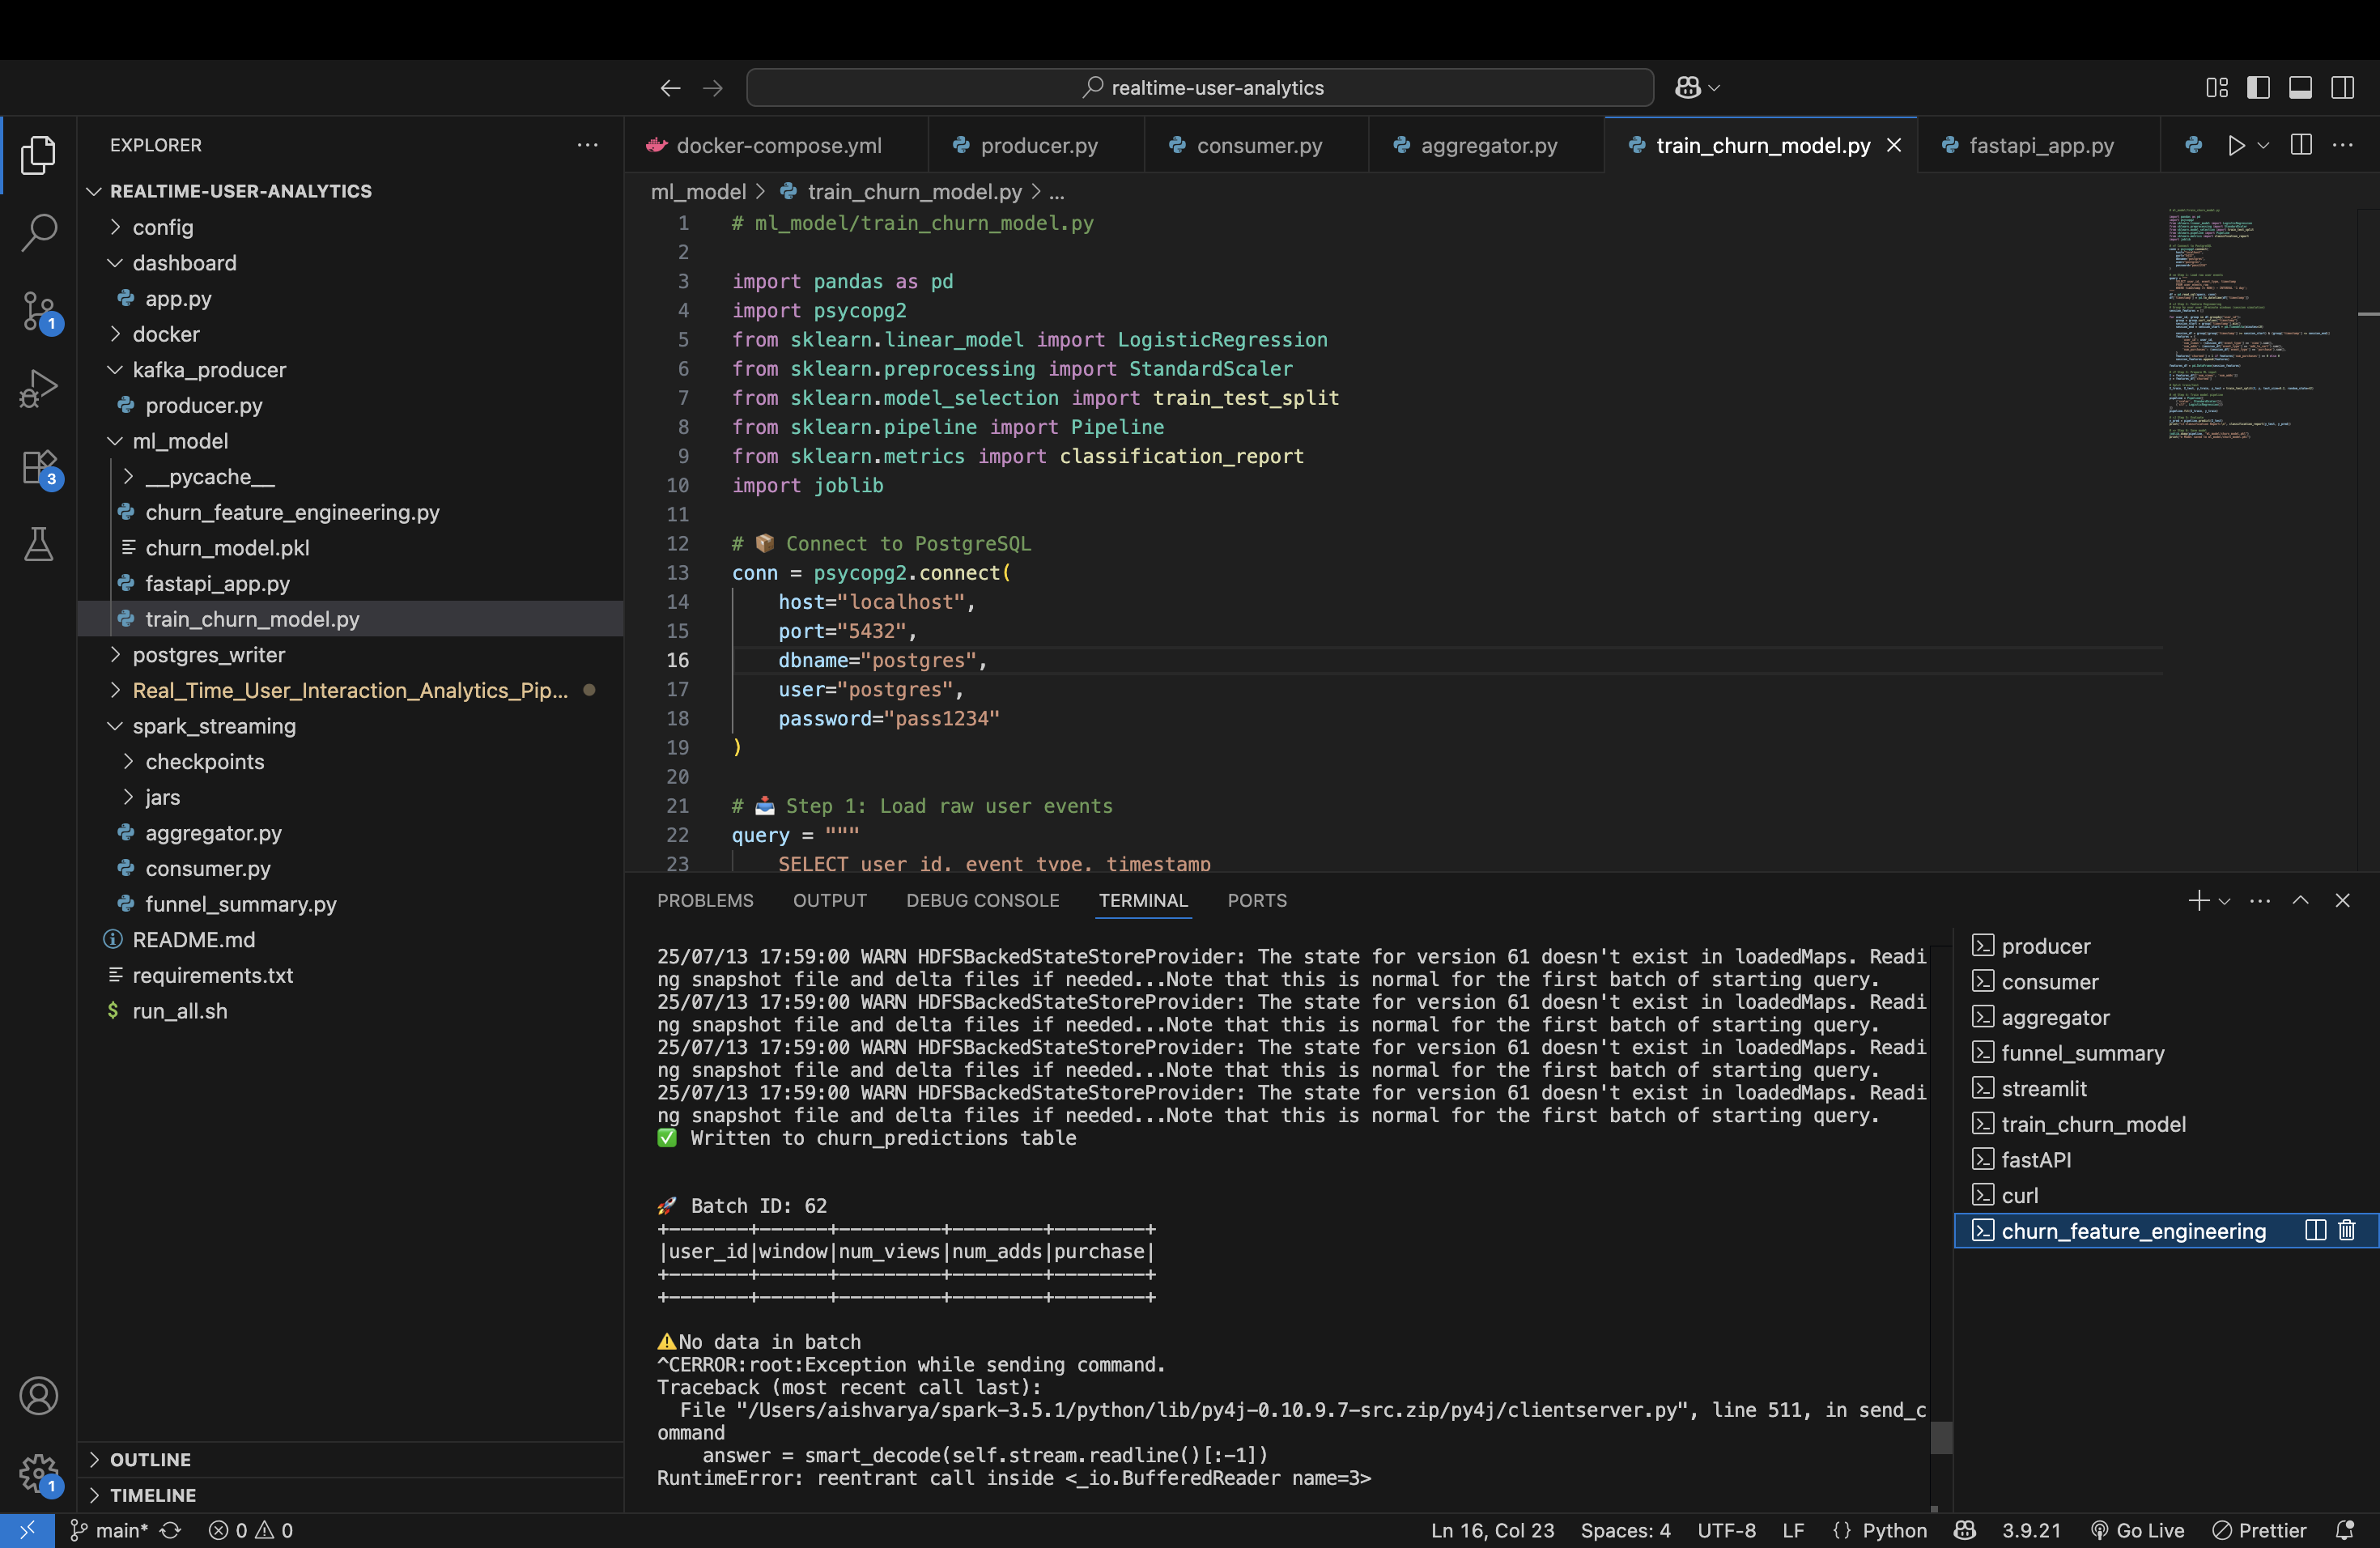 realtime-user-analytics
EXPLORER
REALTIME-USER-ANALYTICS
config
dashboard
app.py
docker
kafka_producer
producer.py
ml_model
__pycache__
churn_feature_engineering.py
churn_model.pkl
fastapi_app.py
train_churn_model.py
postgres_writer
Real_Time_User_Interaction_Analytics_Pip...
spark_streaming
checkpoints
jars
aggregator.py
consumer.py
funnel_summary.py
README.md
requirements.txt
run_all.sh
OUTLINE
TIMELINE
1
3
1
docker-compose.yml
producer.py
consumer.py
aggregator.py
train_churn_model.py
fastapi_app.py
ml_model > train_churn_model.py > ...
1 # ml_model/train_churn_model.py
2
3 import pandas as pd
4 import psycopg2
5 from sklearn.linear_model import LogisticRegression
6 from sklearn.preprocessing import StandardScaler
7 from sklearn.model_selection import train_test_split
8 from sklearn.pipeline import Pipeline
9 from sklearn.metrics import classification_report
10 import joblib
11
12 # 📦 Connect to PostgreSQL
13 conn = psycopg2.connect(
14 host="localhost",
15 port="5432",
16 dbname="postgres",
17 user="postgres",
18 password="pass1234"
19 )
20
21 # 📥 Step 1: Load raw user events
22 query = """
23 SELECT user_id, event_type, timestamp
PROBLEMS OUTPUT DEBUG CONSOLE TERMINAL PORTS
25/07/13 17:59:00 WARN HDFSBackedStateStoreProvider: The state for version 61 doesn't exist in loadedMaps. Readi
ng snapshot file and delta files if needed...Note that this is normal for the first batch of starting query.
25/07/13 17:59:00 WARN HDFSBackedStateStoreProvider: The state for version 61 doesn't exist in loadedMaps. Readi
ng snapshot file and delta files if needed...Note that this is normal for the first batch of starting query.
25/07/13 17:59:00 WARN HDFSBackedStateStoreProvider: The state for version 61 doesn't exist in loadedMaps. Readi
ng snapshot file and delta files if needed...Note that this is normal for the first batch of starting query.
25/07/13 17:59:00 WARN HDFSBackedStateStoreProvider: The state for version 61 doesn't exist in loadedMaps. Readi
ng snapshot file and delta files if needed...Note that this is normal for the first batch of starting query.
✅ Written to churn_predictions table
🚀 Batch ID: 62
+-------+------+---------+--------+--------+
|user_id|window|num_views|num_adds|purchase|
+-------+------+---------+--------+--------+
+-------+------+---------+--------+--------+
⚠️No data in batch
^CERROR:root:Exception while sending command.
Traceback (most recent call last):
File "/Users/aishvarya/spark-3.5.1/python/lib/py4j-0.10.9.7-src.zip/py4j/clientserver.py", line 511, in send_c
ommand
answer = smart_decode(self.stream.readline()[:-1])
RuntimeError: reentrant call inside <_io.BufferedReader name=3>
producer
consumer
aggregator
funnel_summary
streamlit
train_churn_model
fastAPI
curl
churn_feature_engineering
main* 0 0
Ln 16, Col 23 Spaces: 4 UTF-8 LF {} Python 3.9.21 Go Live Prettier